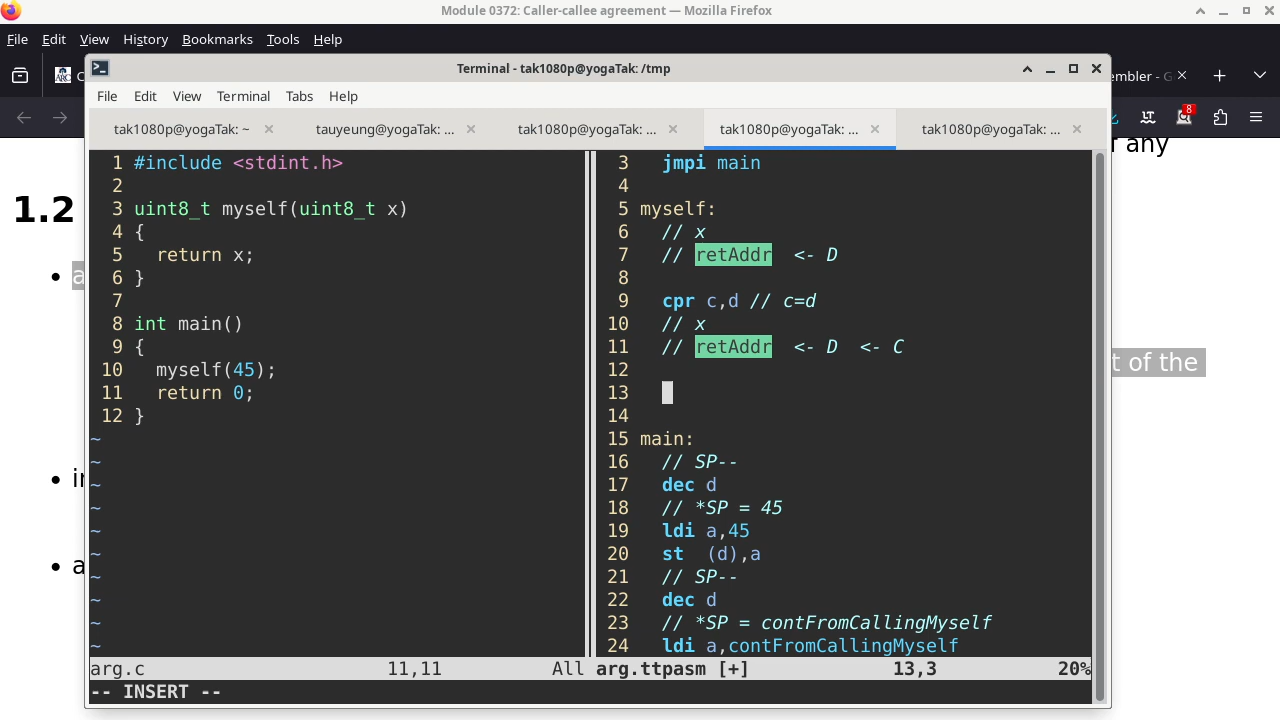 Module 0372: Caller-callee agreement — Mozilla Firefox
File Edit View History Bookmarks Tools Help
Terminal - tak1080p@yogaTak: /tmp
embler - G
File Edit View Terminal Tabs Help
8
tak1080p@yogaTak: ~ tauyeung@yogaTak: ... tak1080p@yogaTak: ... tak1080p@yogaTak: ... tak1080p@yogaTak: ...
any
1.2
1 #include <stdint.h>
2
3 uint8_t myself(uint8_t x)
4 {
5   return x;
6 }
7
8 int main()
9 {
10   myself(45);
11   return 0;
12 }
~
~
~
~
~
~
~
~
~
~
arg.c 11,11 All
3   jmpi main
4
5 myself:
6   // x
7   // retAddr  <- D
8
9   cpr c,d // c=d
10   // x
11   // retAddr  <- D  <- C
12
13
14
15 main:
16   // SP--
17   dec d
18   // *SP = 45
19   ldi a,45
20   st  (d),a
21   // SP--
22   dec d
23   // *SP = contFromCallingMyself
24   ldi a,contFromCallingMyself
arg.ttpasm [+] 13,3 20%
-- INSERT --
of the